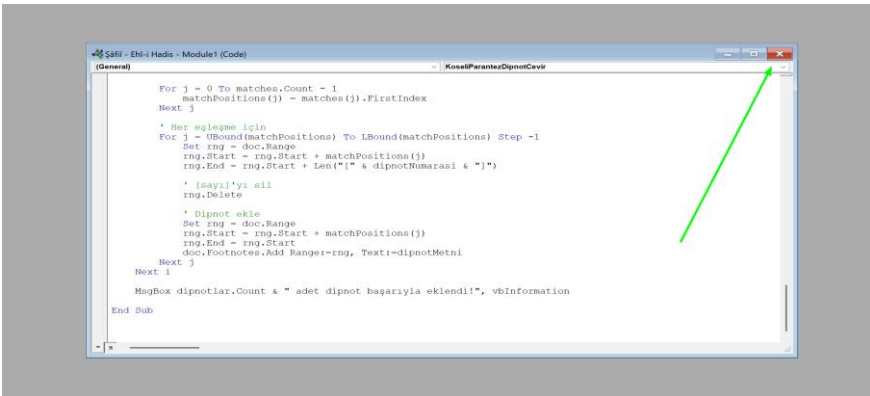 Şâfiî - Ehl-i Hadis - Module1 (Code)
(General) KoseliParantezDipnotCevir
For j = 0 To matches.Count - 1
matchPositions(j) = matches(j).FirstIndex
Next j
' Her eşleşme için
For j = UBound(matchPositions) To LBound(matchPositions) Step -1
Set rng = doc.Range
rng.Start = rng.Start + matchPositions(j)
rng.End = rng.Start + Len("[" & dipnotNumarasi & "]")
' [sayı]'yı sil
rng.Delete
' Dipnot ekle
Set rng = doc.Range
rng.Start = rng.Start + matchPositions(j)
rng.End = rng.Start
doc.Footnotes.Add Range:=rng, Text:=dipnotMetni
Next j
Next i
MsgBox dipnotlar.Count & " adet dipnot başarıyla eklendi!", vbInformation
End Sub